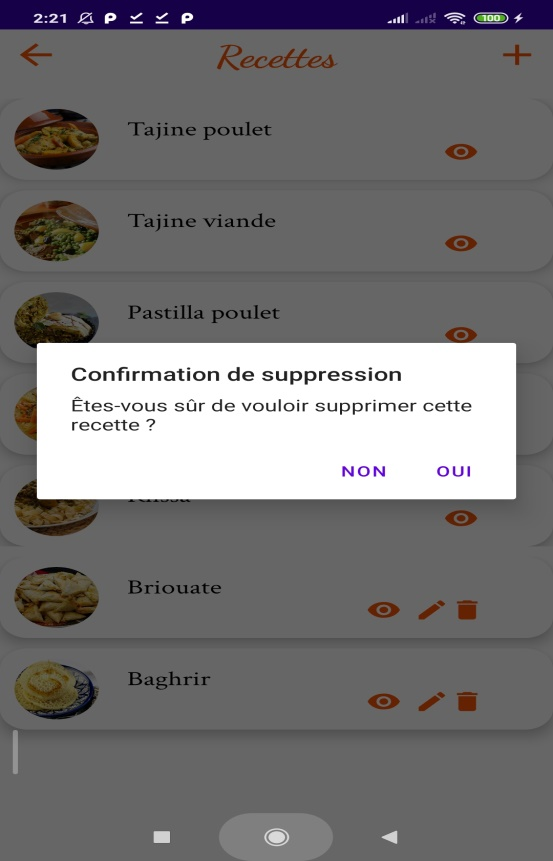 2:21
100
Recettes
Tajine poulet
Tajine viande
Pastilla poulet
Confirmation de suppression
Êtes-vous sûr de vouloir supprimer cette
recette ?
NON OUI
Briouate
Baghrir